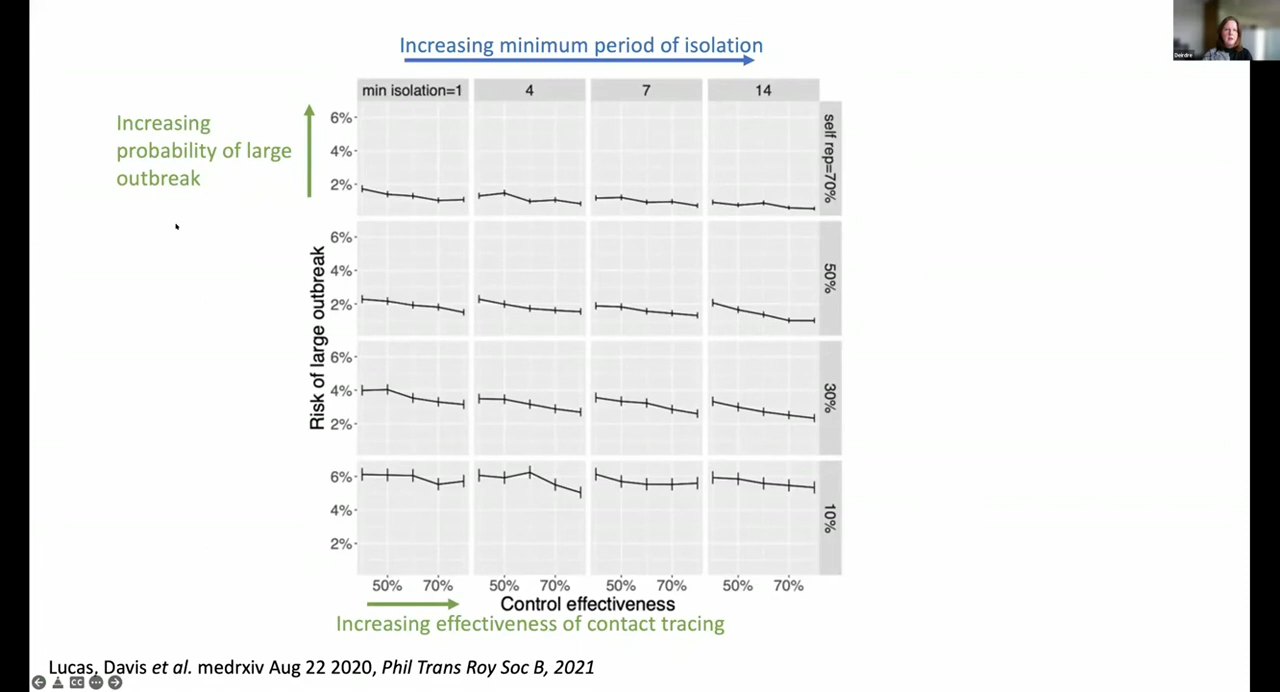 Increasing minimum period of isolation
Deirdre
min isolation=1 4 7 14
Increasing
probability of large
outbreak
Risk of large outbreak
6%
4%
2%
self rep=70%
6%
4%
2%
50%
6%
4%
2%
30%
6%
4%
2%
10%
50% 70% 50% 70% 50% 70% 50% 70%
Control effectiveness
Increasing effectiveness of contact tracing
Lucas, Davis et al. medrxiv Aug 22 2020, Phil Trans Roy Soc B, 2021
CC